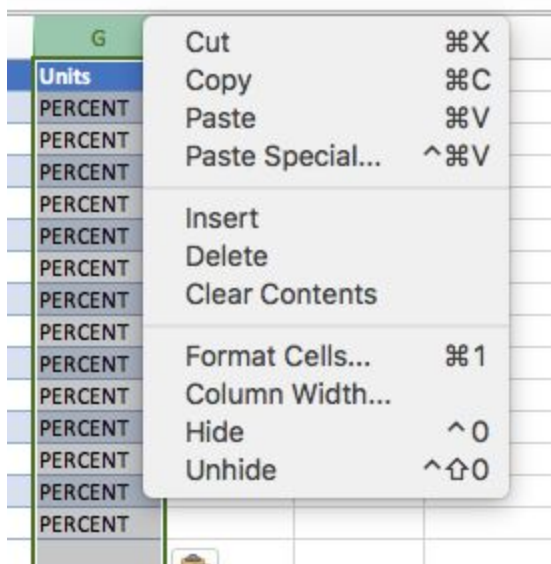 G
Units
PERCENT
PERCENT
PERCENT
PERCENT
PERCENT
PERCENT
PERCENT
PERCENT
PERCENT
PERCENT
PERCENT
PERCENT
PERCENT
PERCENT
Cut ⌘X
Copy ⌘C
Paste ⌘V
Paste Special... ^⌘V
Insert
Delete
Clear Contents
Format Cells... ⌘1
Column Width...
Hide ^0
Unhide ^⇧0